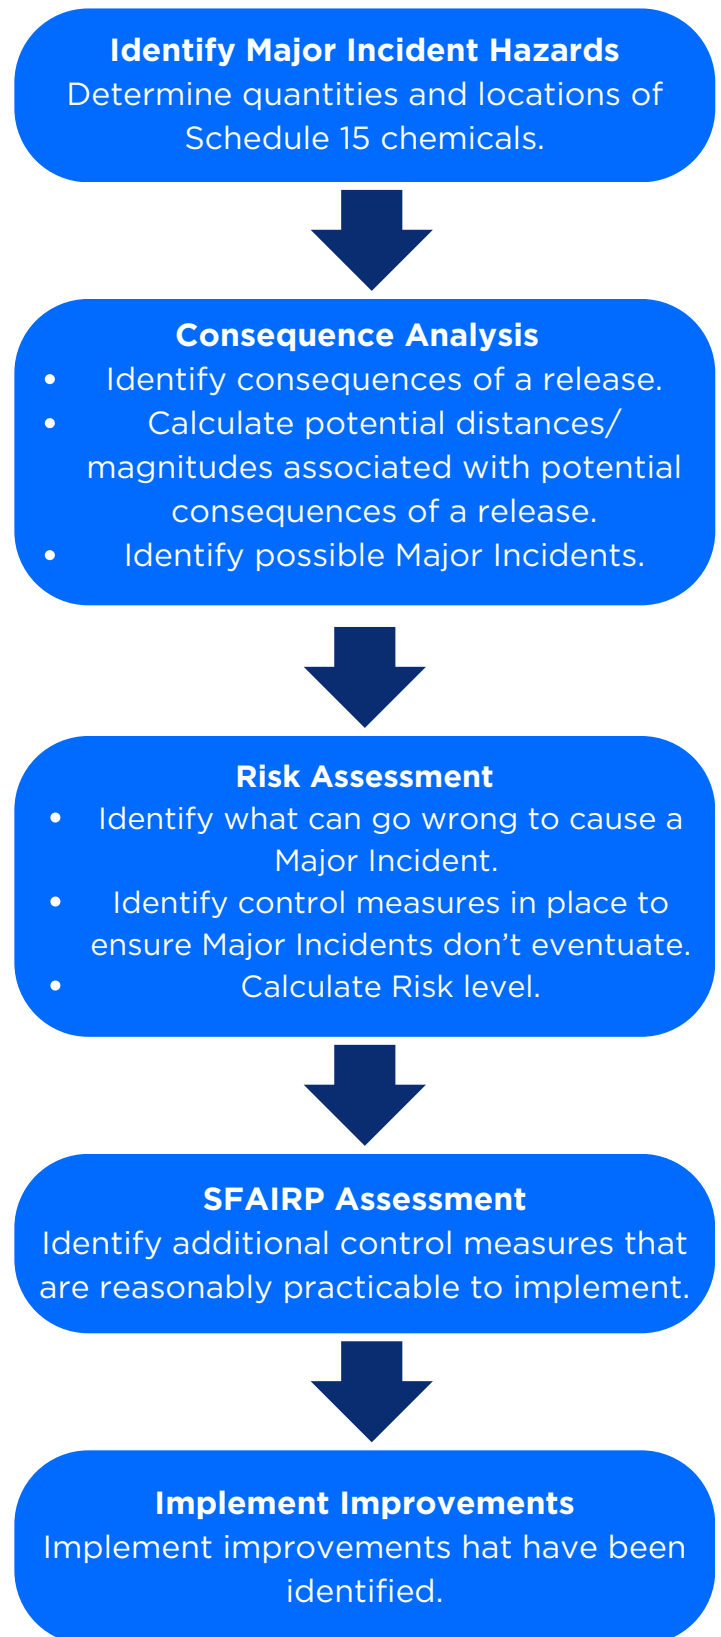 Identify Major Incident Hazards
Determine quantities and locations of
Schedule 15 chemicals.
Consequence Analysis
• Identify consequences of a release.
• Calculate potential distances/
magnitudes associated with potential
consequences of a release.
• Identify possible Major Incidents.
Risk Assessment
• Identify what can go wrong to cause a
Major Incident.
• Identify control measures in place to
ensure Major Incidents don’t eventuate.
• Calculate Risk level.
SFAIRP Assessment
Identify additional control measures that
are reasonably practicable to implement.
Implement Improvements
Implement improvements hat have been
identified.